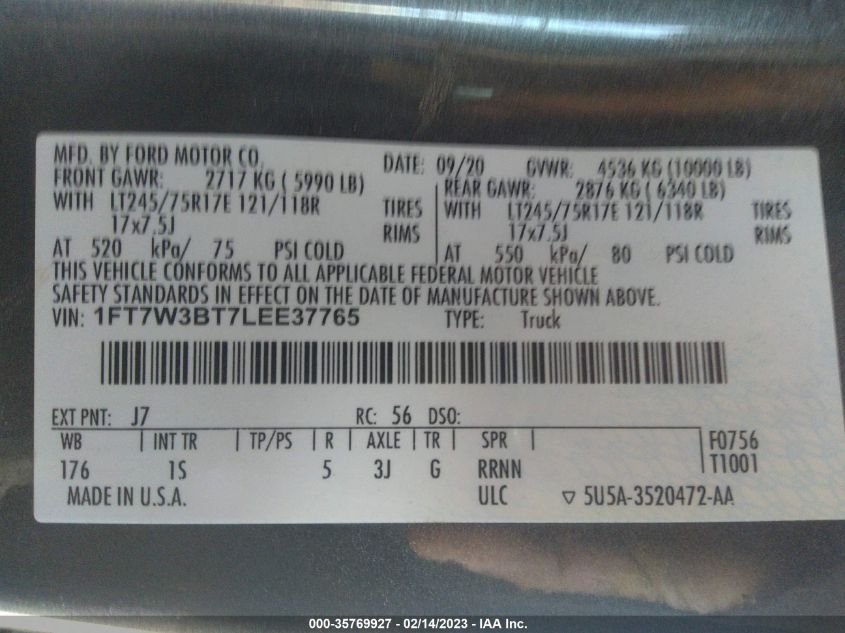 MFD. BY FORD MOTOR CO. DATE: 09/20 GVWR: 4536 KG (10000 LB)
FRONT GAWR: 2717 KG ( 5990 LB) REAR GAWR: 2876 KG ( 6340 LB)
WITH LT245/75R17E 121/118R TIRES WITH LT245/75R17E 121/118R TIRES
17x7.5J RIMS 17x7.5J RIMS
AT 520 kPa/ 75 PSI COLD AT 550 kPa/ 80 PSI COLD
THIS VEHICLE CONFORMS TO ALL APPLICABLE FEDERAL MOTOR VEHICLE
SAFETY STANDARDS IN EFFECT ON THE DATE OF MANUFACTURE SHOWN ABOVE.
VIN: 1FT7W3BT7LEE37765 TYPE: Truck
EXT PNT: J7 RC: 56 DSO:
WB INT TR TP/PS R AXLE TR SPR F0756
176 1S 5 3J G RRNN T1001
MADE IN U.S.A. ULC ▽ 5U5A-3520472-AA
000-35769927 - 02/14/2023 - IAA Inc.